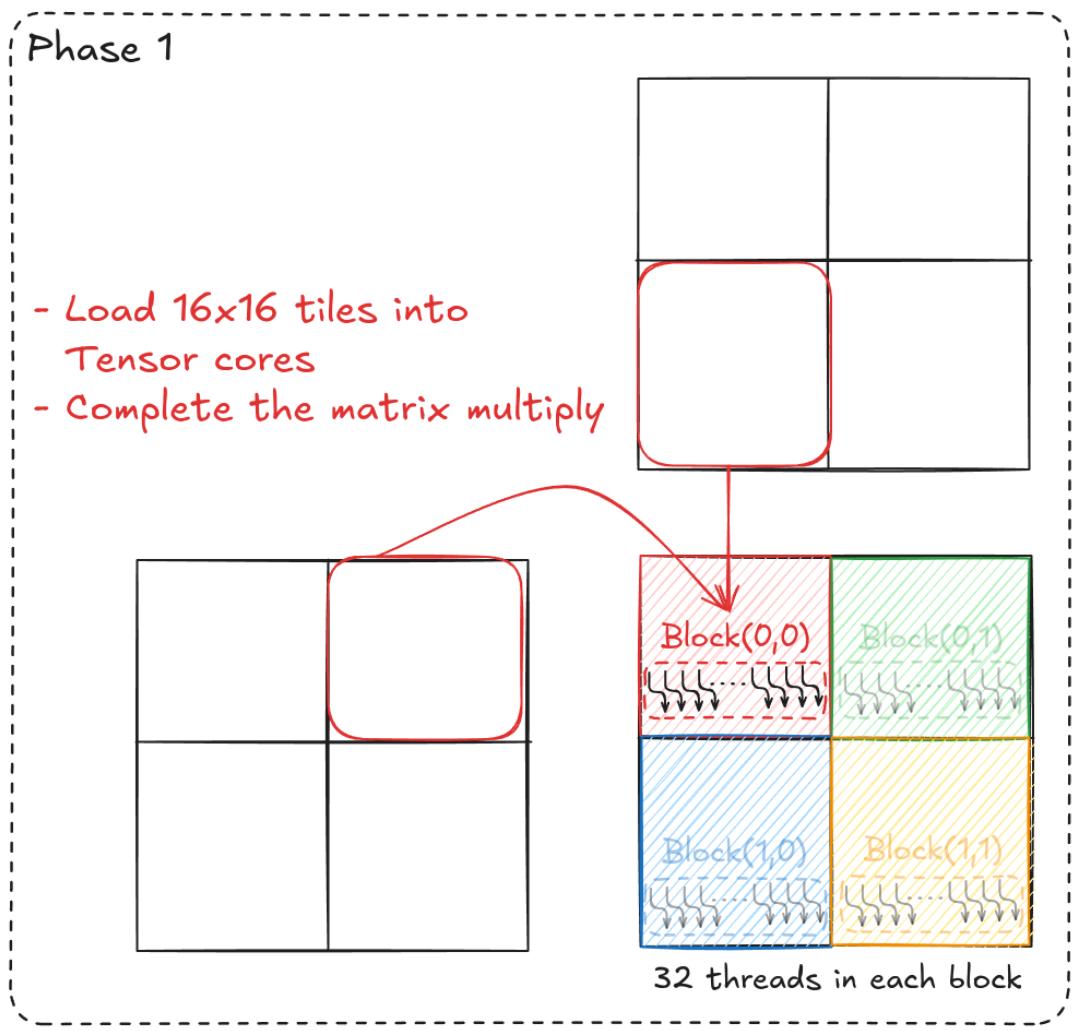 Phase 1
- Load 16x16 tiles into
Tensor cores
- Complete the matrix multiply
Block(0,0)
Block(0,1)
Block(1,0)
Block(1,1)
32 threads in each block